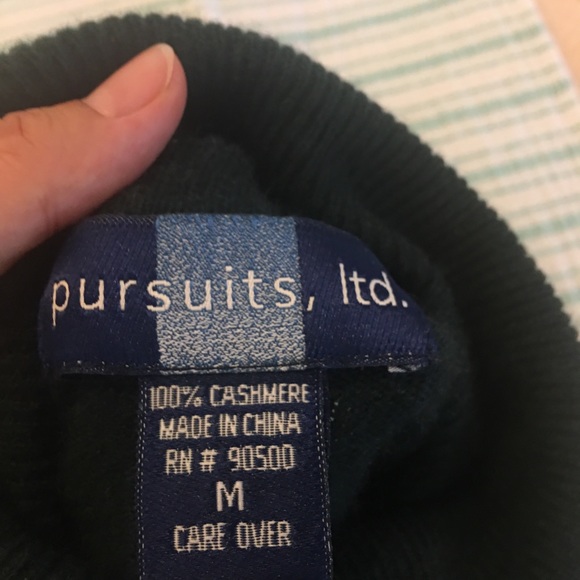 pursuits, ltd.
100% CASHMERE
MADE IN CHINA
RN # 90500
M
CARE OVER